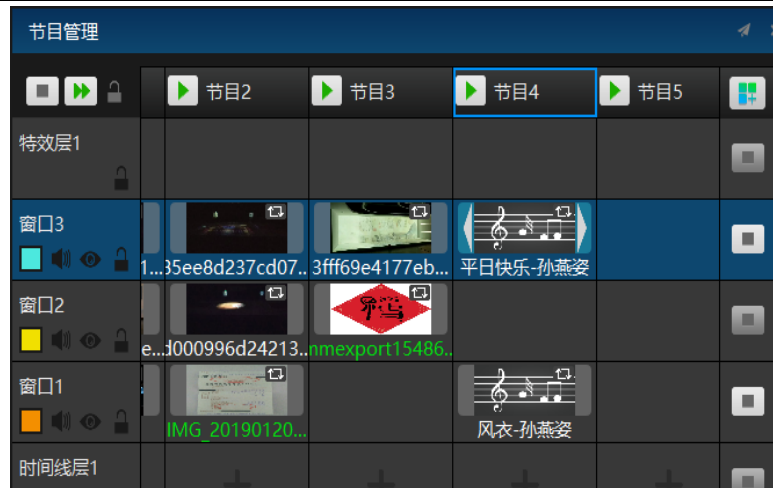 节目管理
节目2
节目3
节目4
节目5
特效层1
窗口3
1...
35ee8d237cd07..
3fff69e4177eb...
平日快乐-孙燕姿
窗口2
e...
d000996d24213..
nmexport15486..
窗口1
IMG_20190120...
风衣-孙燕姿
时间线层1